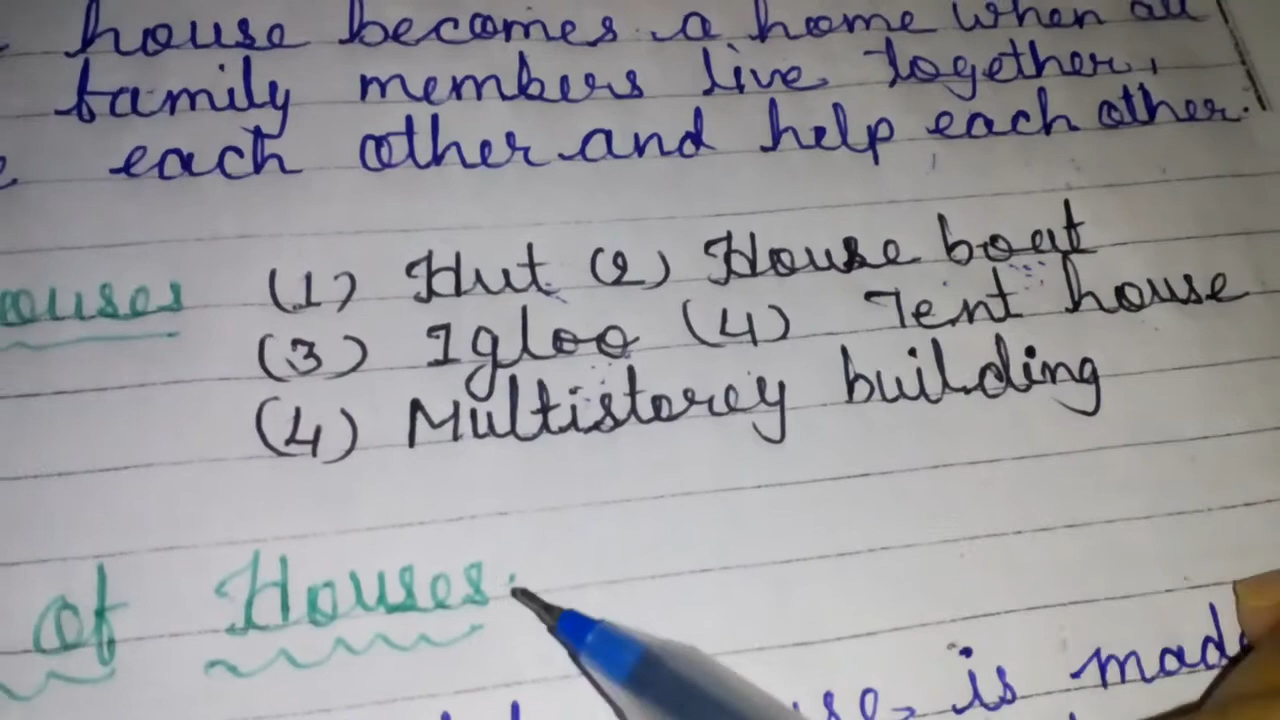 house becomes a home when all
family members live together,
each other and help each other.
ouses (1) Hut (2) House boat
(3) Igloo (4) Tent house
(4) Multistorey building
of Houses.
is made